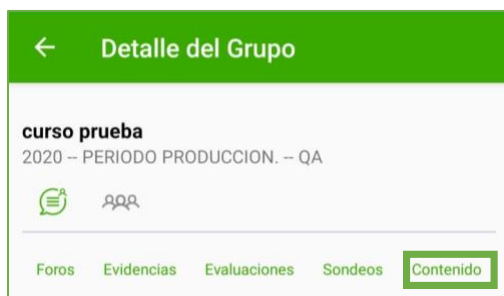 Detalle del Grupo
curso prueba
2020 -- PERIODO PRODUCCION. -- QA
Foros Evidencias Evaluaciones Sondeos Contenido